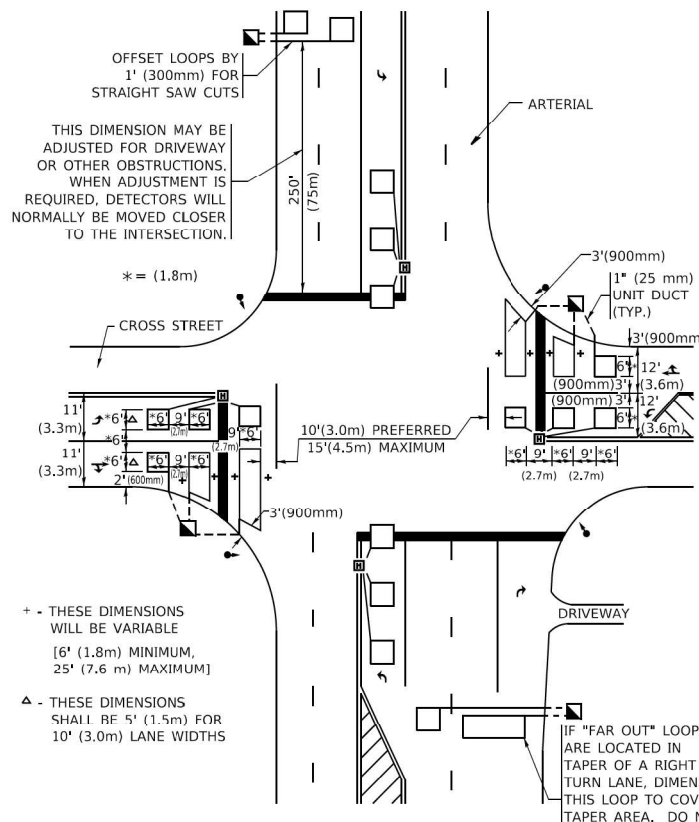 OFFSET LOOPS BY
1' (300mm) FOR
STRAIGHT SAW CUTS
THIS DIMENSION MAY BE
ADJUSTED FOR DRIVEWAY
OR OTHER OBSTRUCTIONS.
WHEN ADJUSTMENT IS
REQUIRED, DETECTORS WILL
NORMALLY BE MOVED CLOSER
TO THE INTERSECTION.
250'
(75m)
ARTERIAL
* = (1.8m)
CROSS STREET
H
3'(900mm)
1" (25 mm)
UNIT DUCT
(TYP.)
3'(900mm)
6'*
12'
(3.6m)
(900mm)3'
(900mm)3'
12'
6'*
(3.6m)
H
*6' 9' *6' 9' *6'
(2.7m) (2.7m)
10'(3.0m) PREFERRED
15'(4.5m) MAXIMUM
H
11'
(3.3m)
*6'
*6' 9' *6'
(2.7m)
*6'
9' *6'
(2.7m)
11'
(3.3m)
*6'
*6' 9' *6'
(2.7m)
2' (600mm)
3'(900mm)
H
+ - THESE DIMENSIONS
WILL BE VARIABLE
[6' (1.8m) MINIMUM,
25' (7.6 m) MAXIMUM]
Δ - THESE DIMENSIONS
SHALL BE 5' (1.5m) FOR
10' (3.0m) LANE WIDTHS
DRIVEWAY
IF "FAR OUT" LOOP
ARE LOCATED IN
TAPER OF A RIGHT
TURN LANE, DIMEN
THIS LOOP TO COV
TAPER AREA. DO N